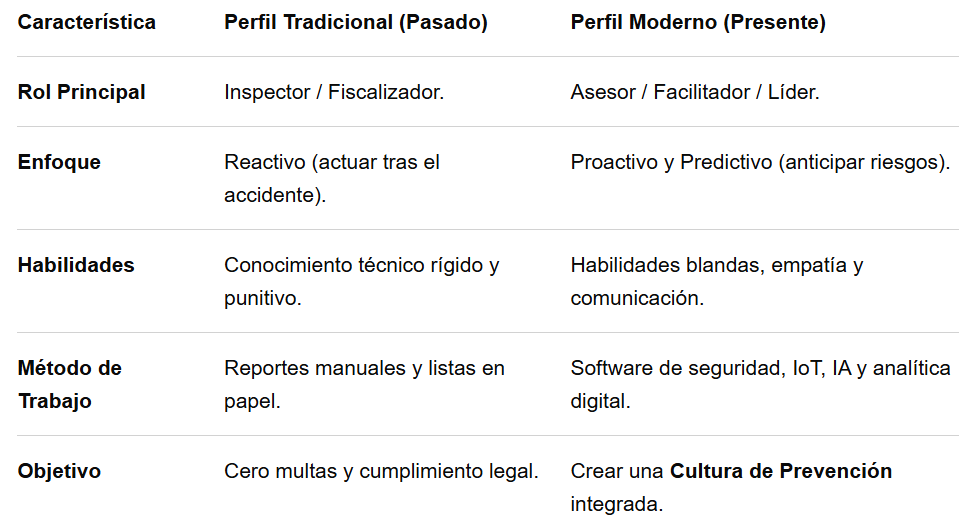 Característica Perfil Tradicional (Pasado) Perfil Moderno (Presente)
Rol Principal Inspector / Fiscalizador. Asesor / Facilitador / Líder.
Enfoque Reactivo (actuar tras el Proactivo y Predictivo (anticipar riesgos).
accidente).
Habilidades Conocimiento técnico rígido y Habilidades blandas, empatía y
punitivo. comunicación.
Método de Reportes manuales y listas en Software de seguridad, IoT, IA y analítica
Trabajo papel. digital.
Objetivo Cero multas y cumplimiento legal. Crear una Cultura de Prevención
integrada.